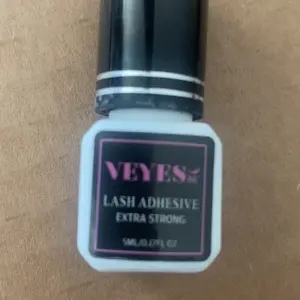 VEYES
LASH ADHESIVE
EXTRA STRONG
5ML/0.17FL OZ